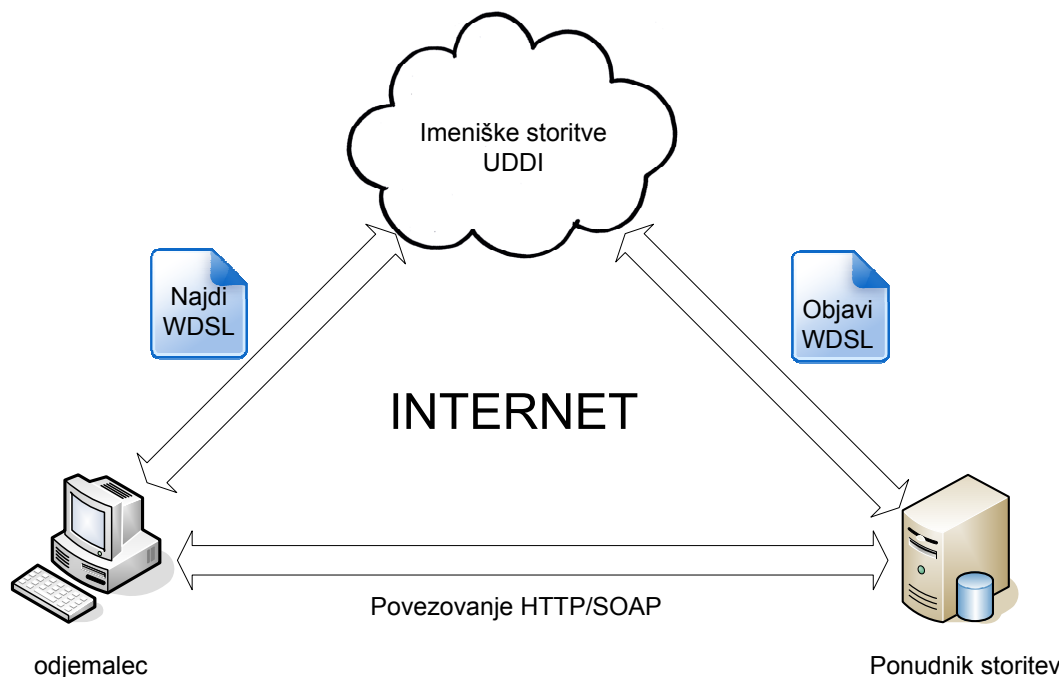 Imeniške storitve
UDDI
Najdi
WDSL
Objavi
WDSL
INTERNET
Povezovanje HTTP/SOAP
odjemalec
Ponudnik storitev